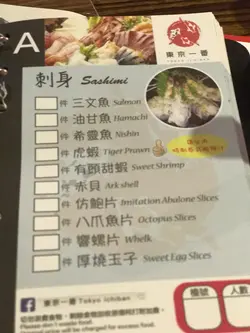 A
東京一番
刺身 Sashimi
件 三文魚 Salmon
件 油甘魚 Hamachi
件 希靈魚 Nishin
件 虎蝦 Tiger Prawn
件 有頭甜蝦 Sweet Shrimp
件 赤貝 Ark shell
件 仿鮑片 Imitation Abalone Slices
件 八爪魚片 Octopus Slices
件 響螺片 Whelk
件 厚燒玉子 Sweet Egg Slices
東京一番 Tokyo ichiban
檯號
人數
Please don't waste food.